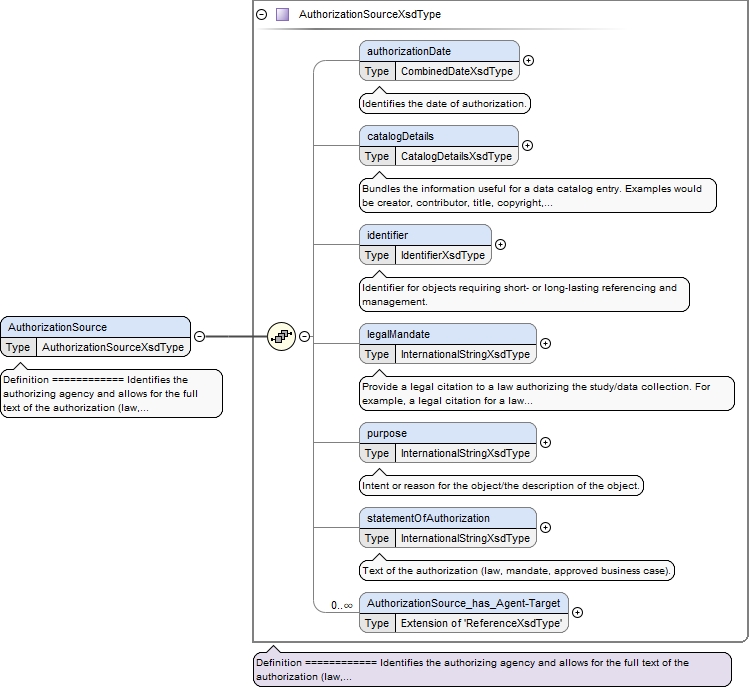 AuthorizationSourceXsdType
authorizationDate
Type CombinedDateXsdType
Identifies the date of authorization.
catalogDetails
Type CatalogDetailsXsdType
Bundles the information useful for a data catalog entry. Examples would
be creator, contributor, title, copyright,...
identifier
Type IdentifierXsdType
Identifier for objects requiring short- or long-lasting referencing and
management.
AuthorizationSource
Type AuthorizationSourceXsdType
Definition ============ Identifies the
authorizing agency and allows for the full
text of the authorization (law,...
legalMandate
Type InternationalStringXsdType
Provide a legal citation to a law authorizing the study/data collection. For
example, a legal citation for a law...
purpose
Type InternationalStringXsdType
Intent or reason for the object/the description of the object.
statementOfAuthorization
Type InternationalStringXsdType
Text of the authorization (law, mandate, approved business case).
0..∞
AuthorizationSource_has_Agent-Target
Type Extension of 'ReferenceXsdType'
Definition ============ Identifies the authorizing agency and allows for the full text of the
authorization (law,...